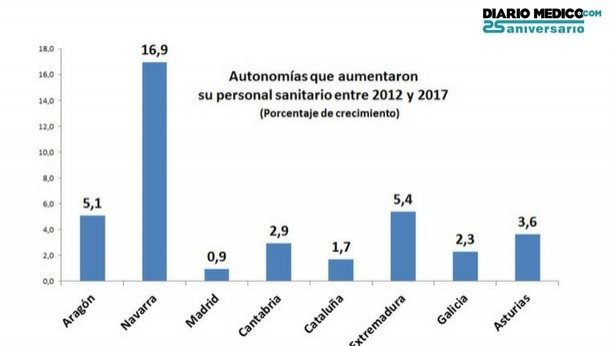 DIARIO MEDICO.COM
25 aniversario
Autonomías que aumentaron
su personal sanitario entre 2012 y 2017
(Porcentaje de crecimiento)
18,0
16,0
14,0
12,0
10,0
8,0
6,0
4,0
2,0
0,0
5,1
16,9
0,9
2,9
1,7
5,4
2,3
3,6
Aragón
Navarra
Madrid
Cantabria
Cataluña
Extremadura
Galicia
Asturias